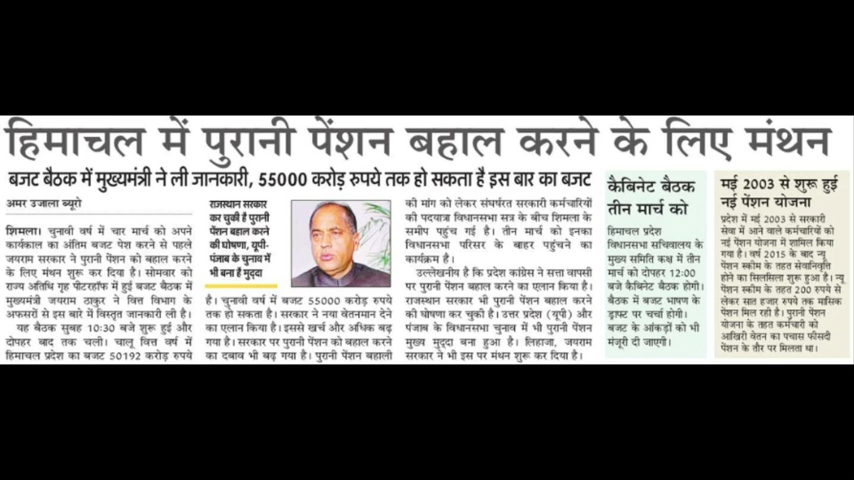 हिमाचल में पुरानी पेंशन बहाल करने के लिए मंथन
बजट बैठक में मुख्यमंत्री ने ली जानकारी, 55000 करोड़ रुपये तक हो सकता है इस बार का बजट
अमर उजाला ब्यूरो
शिमला। चुनावी वर्ष में चार मार्च को अपने
कार्यकाल का अंतिम बजट पेश करने से पहले
जयराम सरकार ने पुरानी पेंशन को बहाल करने
के लिए मंथन शुरू कर दिया है। सोमवार को
राज्य अतिथि गृह पीटरहॉफ में हुई बजट बैठक में
मुख्यमंत्री जयराम ठाकुर ने वित्त विभाग के
अफसरों से इस बारे में विस्तृत जानकारी ली है।
यह बैठक सुबह 10:30 बजे शुरू हुई और
दोपहर बाद तक चली। चालू वित्त वर्ष में
हिमाचल प्रदेश का बजट 50192 करोड़ रुपये
राजस्थान सरकार
कर चुकी है पुरानी
पेंशन बहाल करने
की घोषणा, यूपी-
पंजाब के चुनाव में
भी बना है मुद्दा
है। चुनावी वर्ष में बजट 55000 करोड़ रुपये
तक हो सकता है। सरकार ने नया वेतनमान देने
का एलान किया है। इससे खर्च और अधिक बढ़
गया है। सरकार पर पुरानी पेंशन को बहाल करने
का दबाव भी बढ़ गया है। पुरानी पेंशन बहाली
की मांग को लेकर संघर्षरत सरकारी कर्मचारियों
की पदयात्रा विधानसभा सत्र के बीच शिमला के
समीप पहुंच गई है। तीन मार्च को इनका
विधानसभा परिसर के बाहर पहुंचने का
कार्यक्रम है।
उल्लेखनीय है कि प्रदेश कांग्रेस ने सत्ता वापसी
पर पुरानी पेंशन बहाल करने का एलान किया है।
राजस्थान सरकार भी पुरानी पेंशन बहाल करने
की घोषणा कर चुकी है। उत्तर प्रदेश (यूपी) और
पंजाब के विधानसभा चुनाव में भी पुरानी पेंशन
मुख्य मुद्दा बना हुआ है। लिहाजा, जयराम
सरकार ने भी इस पर मंथन शुरू कर दिया है।
कैबिनेट बैठक
तीन मार्च को
हिमाचल प्रदेश
विधानसभा सचिवालय के
मुख्य समिति कक्ष में तीन
मार्च को दोपहर 12:00
बजे कैबिनेट बैठक होगी।
बैठक में बजट भाषण के
ड्राफ्ट पर चर्चा होगी।
बजट के आंकड़ों को भी
मंजूरी दी जाएगी।
मई 2003 से शुरू हुई
नई पेंशन योजना
प्रदेश में मई 2003 से सरकारी
सेवा में आने वाले कर्मचारियों को
नई पेंशन योजना में शामिल किया
गया है। वर्ष 2015 के बाद न्यू
पेंशन स्कीम के तहत सेवानिवृत्ति
होने का सिलसिला शुरू हुआ है। न्यू
पेंशन स्कीम के तहत 200 रुपये से
लेकर सात हजार रुपये तक मासिक
पेंशन मिल रही है। पुरानी पेंशन
योजना के तहत कर्मचारी को
आखिरी वेतन का पचास फीसदी
पेंशन के तौर पर मिलता था।